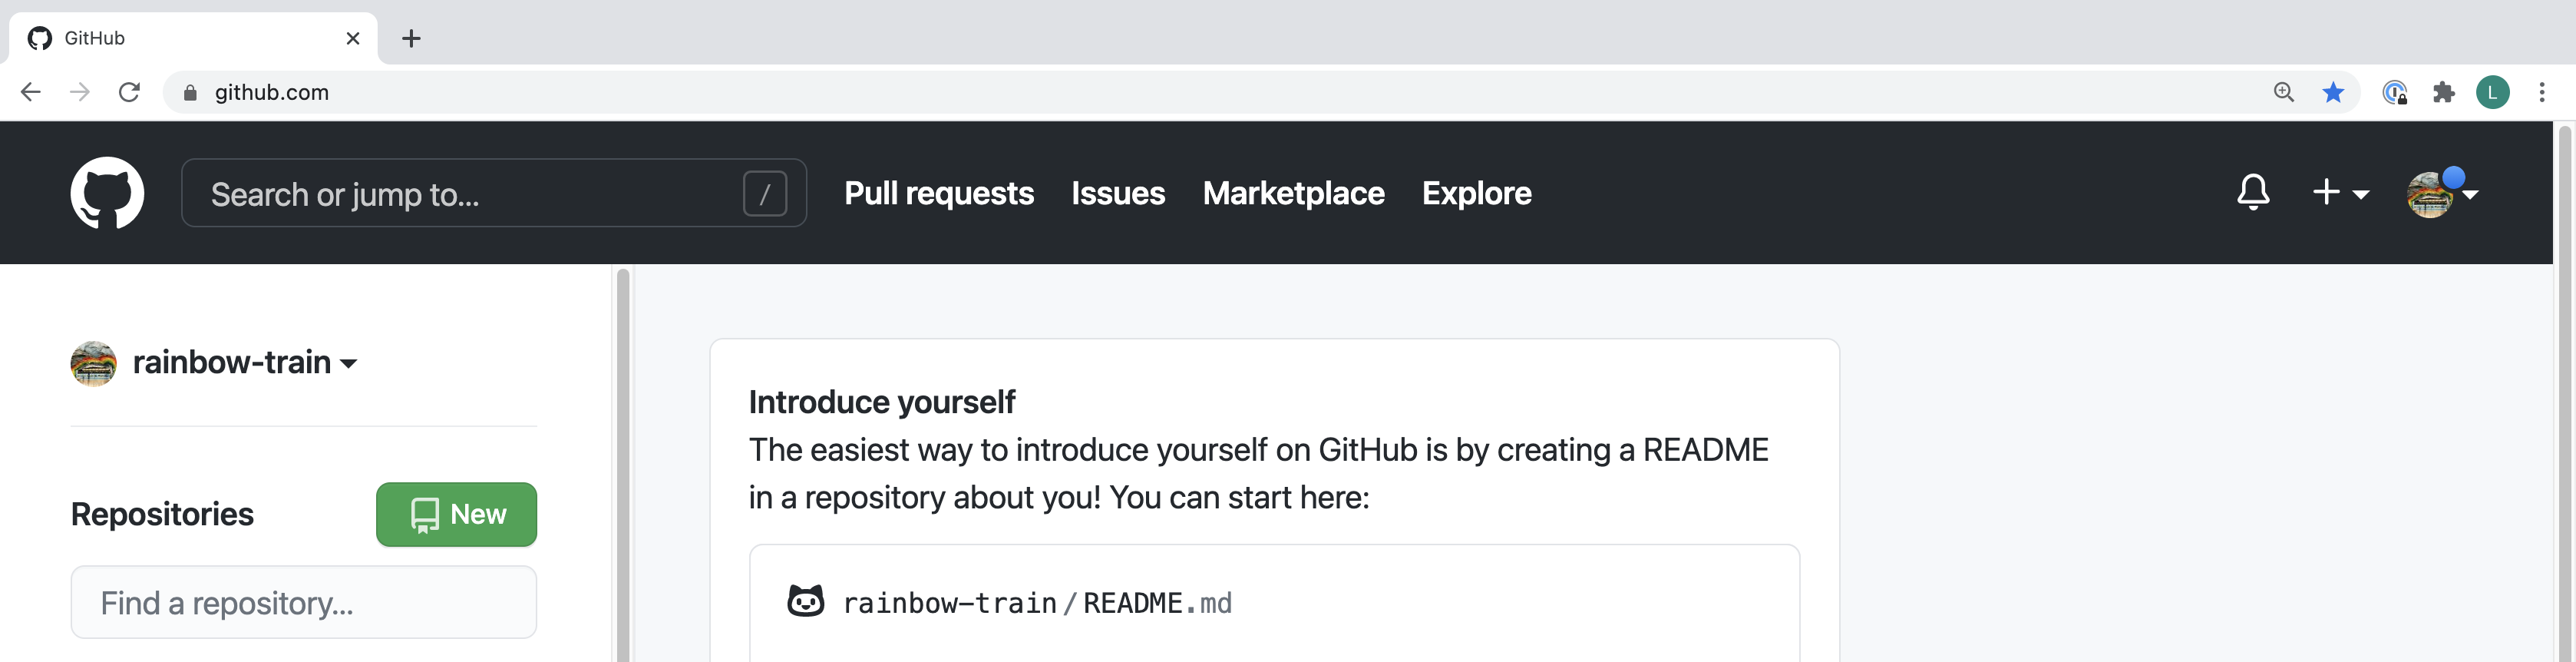 GitHub
github.com
L
Search or jump to... /
Pull requests Issues Marketplace Explore
rainbow-train
Repositories
New
Find a repository...
Introduce yourself
The easiest way to introduce yourself on GitHub is by creating a README
in a repository about you! You can start here:
rainbow-train/README.md